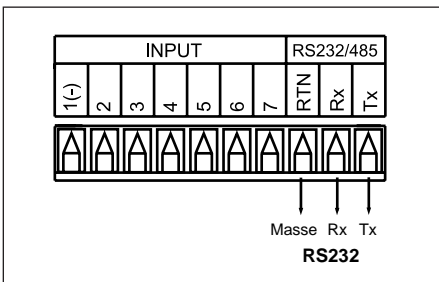 INPUT RS232/485
1(-) 2 3 4 5 6 7 RTN Rx Tx
Masse Rx Tx
RS232